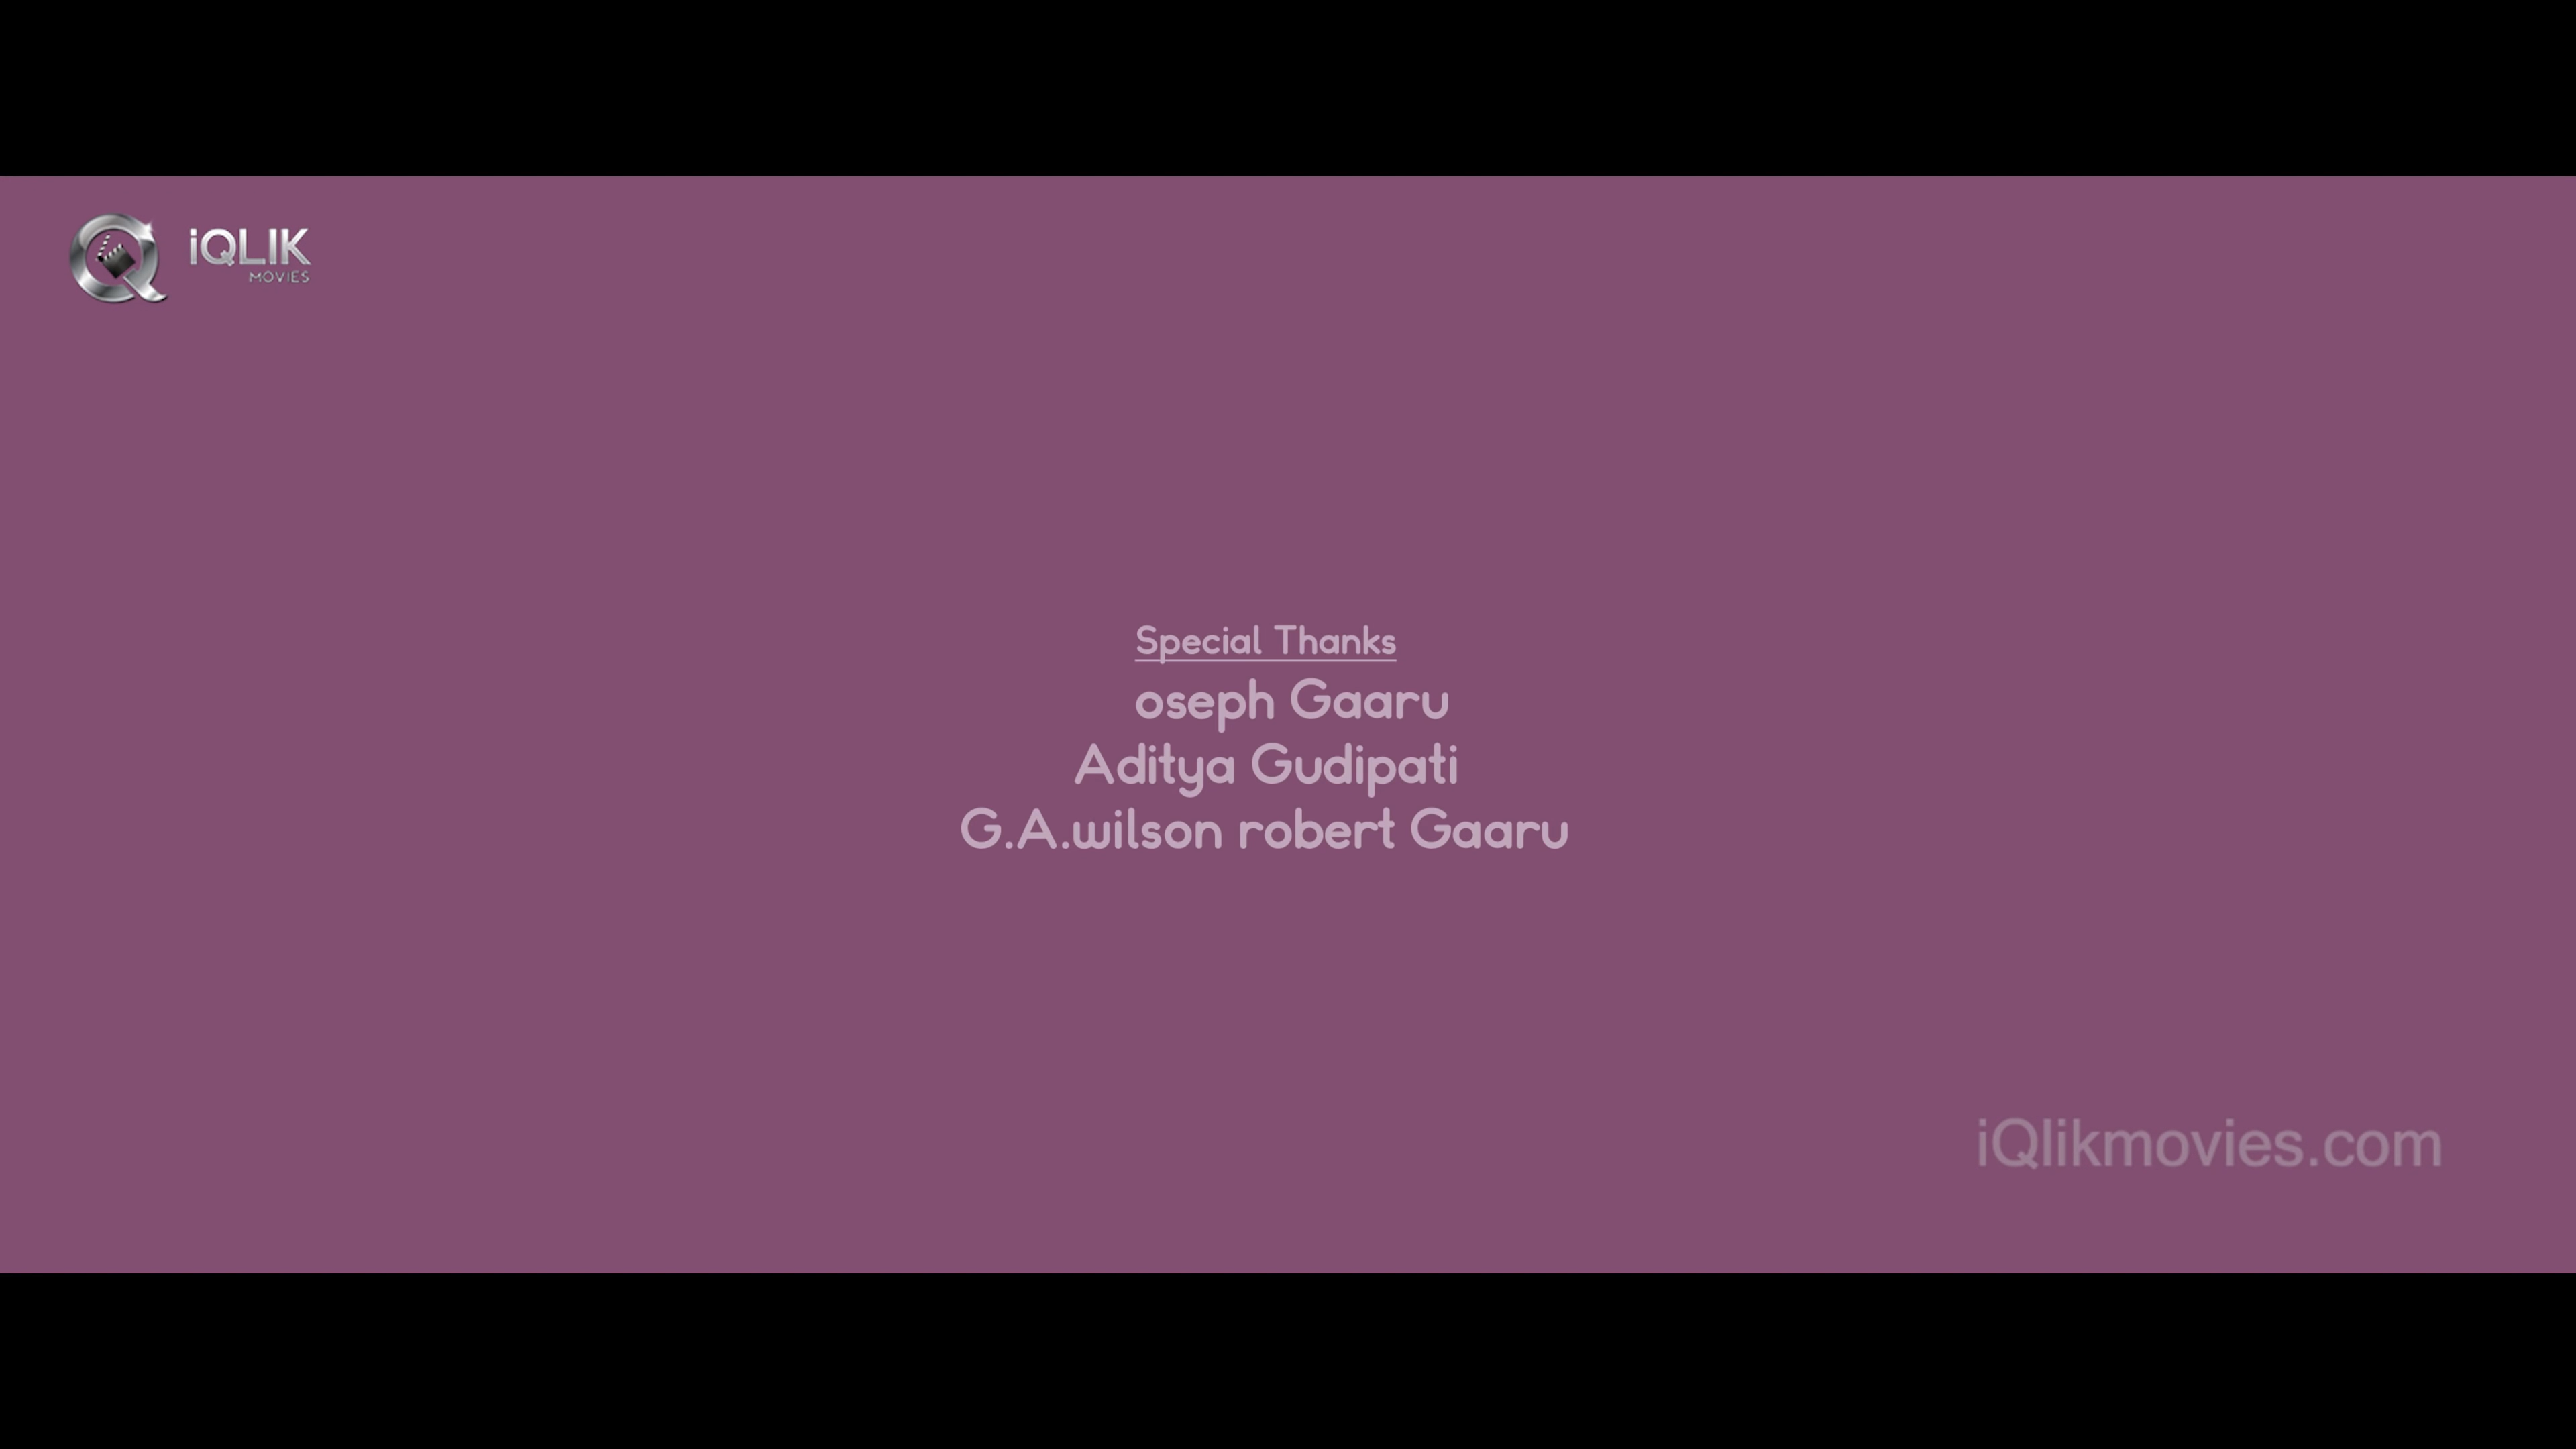 iQLIK
MOVIES
Special Thanks
oseph Gaaru
Aditya Gudipati
G.A.wilson robert Gaaru
iQlikmovies.com